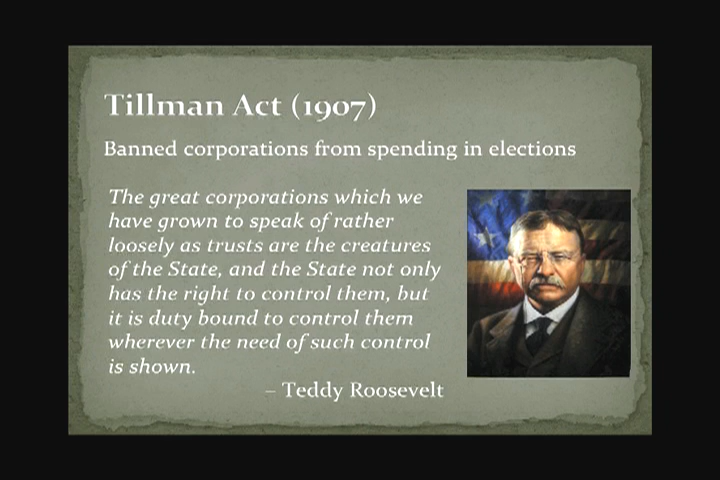 Tillman Act (1907)
Banned corporations from spending in elections
The great corporations which we
have grown to speak of rather
loosely as trusts are the creatures
of the State, and the State not only
has the right to control them, but
it is duty bound to control them
wherever the need of such control
is shown.
– Teddy Roosevelt